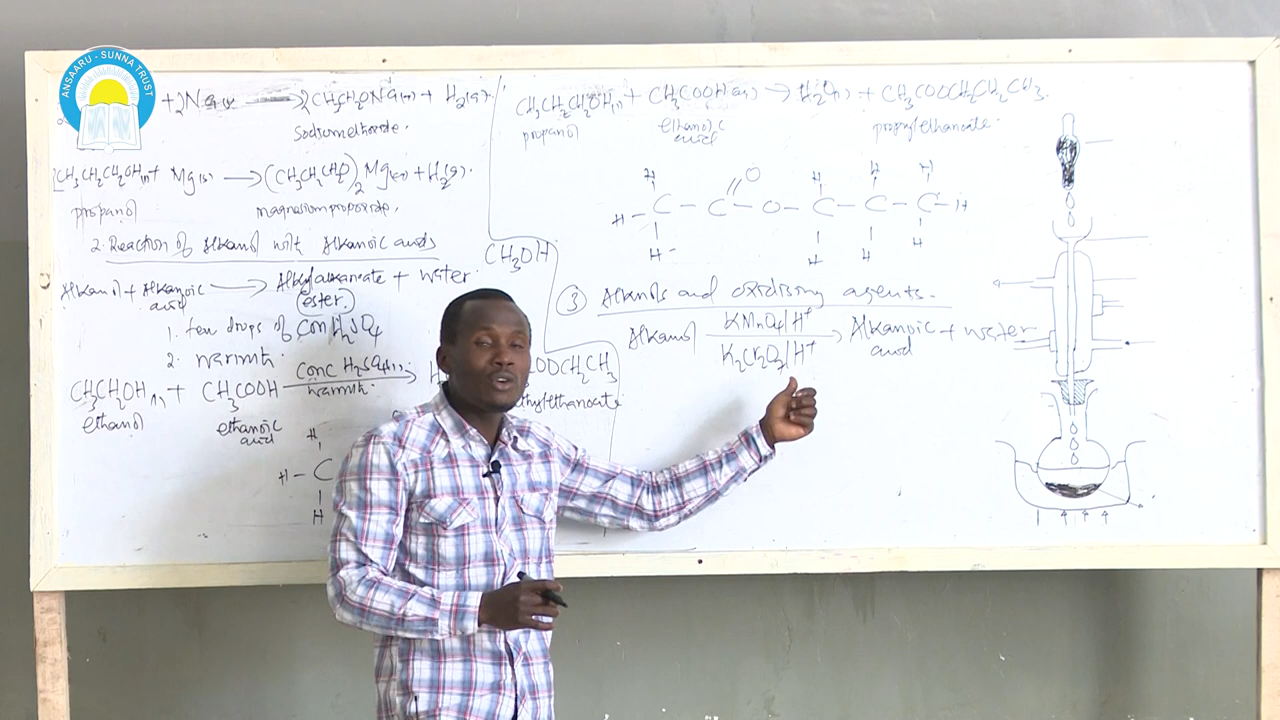 ANSAARU - SUNNA TRUST
+ 2Na(s) ⟶ 2CH3CH2ONa(aq) + H2(g).
Sodium ethoxide.
2CH3CH2CH2OH(l) + Mg(s) ⟶ (CH3CH2CH2O)2Mg(aq) + H2(g).
propanol
magnesium propoxide.
2. Reaction of Alkanol with Alkanoic acids
Alkanol + Alkanoic acid ⟶ Alkylalkanoate + water.
ester.
1. few drops of conc H2SO4
2. warmth.
CH3CH2OH(l) + CH3COOH
conc H2SO4(l)
warmth.
OOCH2CH3
ethanol
ethanoic acid
thylethanoate
H
H - C
H
CH3OH
CH3CH2CH2OH(l) + CH3COOH(aq) ⟶ H2O(l) + CH3COOCH2CH2CH3.
propanol
ethanoic acid
propylethanoate.
H O H H H
H - C - C - O - C - C - C - H
H H H H
3 Alkanols and oxidising agents.
Alkanol
KMnO4/H+
K2Cr2O7/H+
Alkanoic acid + water